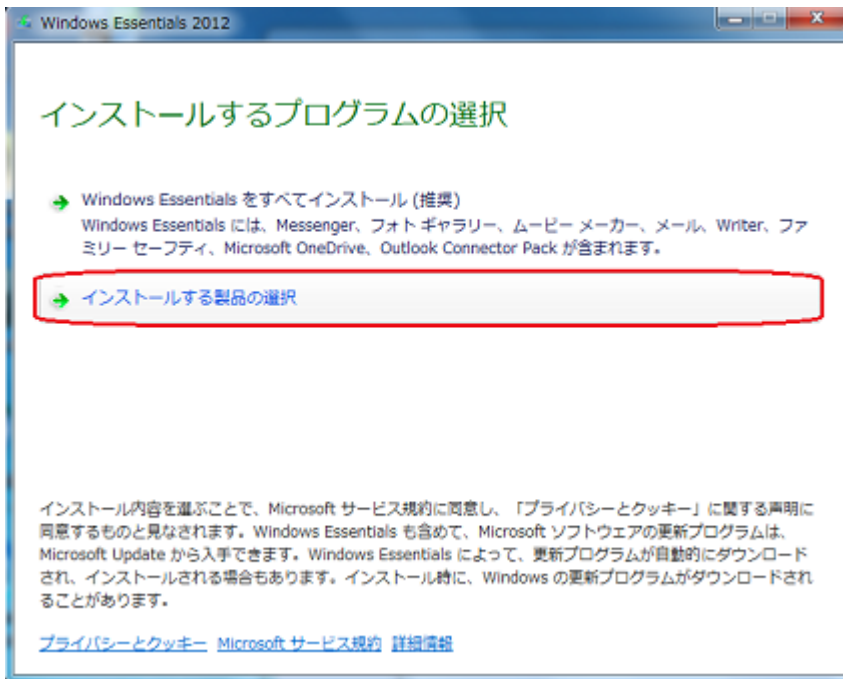 Windows Essentials 2012
インストールするプログラムの選択
Windows Essentials をすべてインストール (推奨)
Windows Essentials には、Messenger、フォト ギャラリー、ムービー メーカー、メール、Writer、ファ
ミリー セーフティ、Microsoft OneDrive、Outlook Connector Pack が含まれます。
インストールする製品の選択
インストール内容を選ぶことで、Microsoft サービス規約に同意し、「プライバシーとクッキー」に関する声明に
同意するものと見なされます。Windows Essentials も含めて、Microsoft ソフトウェアの更新プログラムは、
Microsoft Update から入手できます。Windows Essentials によって、更新プログラムが自動的にダウンロード
され、インストールされる場合もあります。インストール時に、Windows の更新プログラムがダウンロードされ
ることがあります。
プライバシーとクッキー Microsoft サービス規約 詳細情報